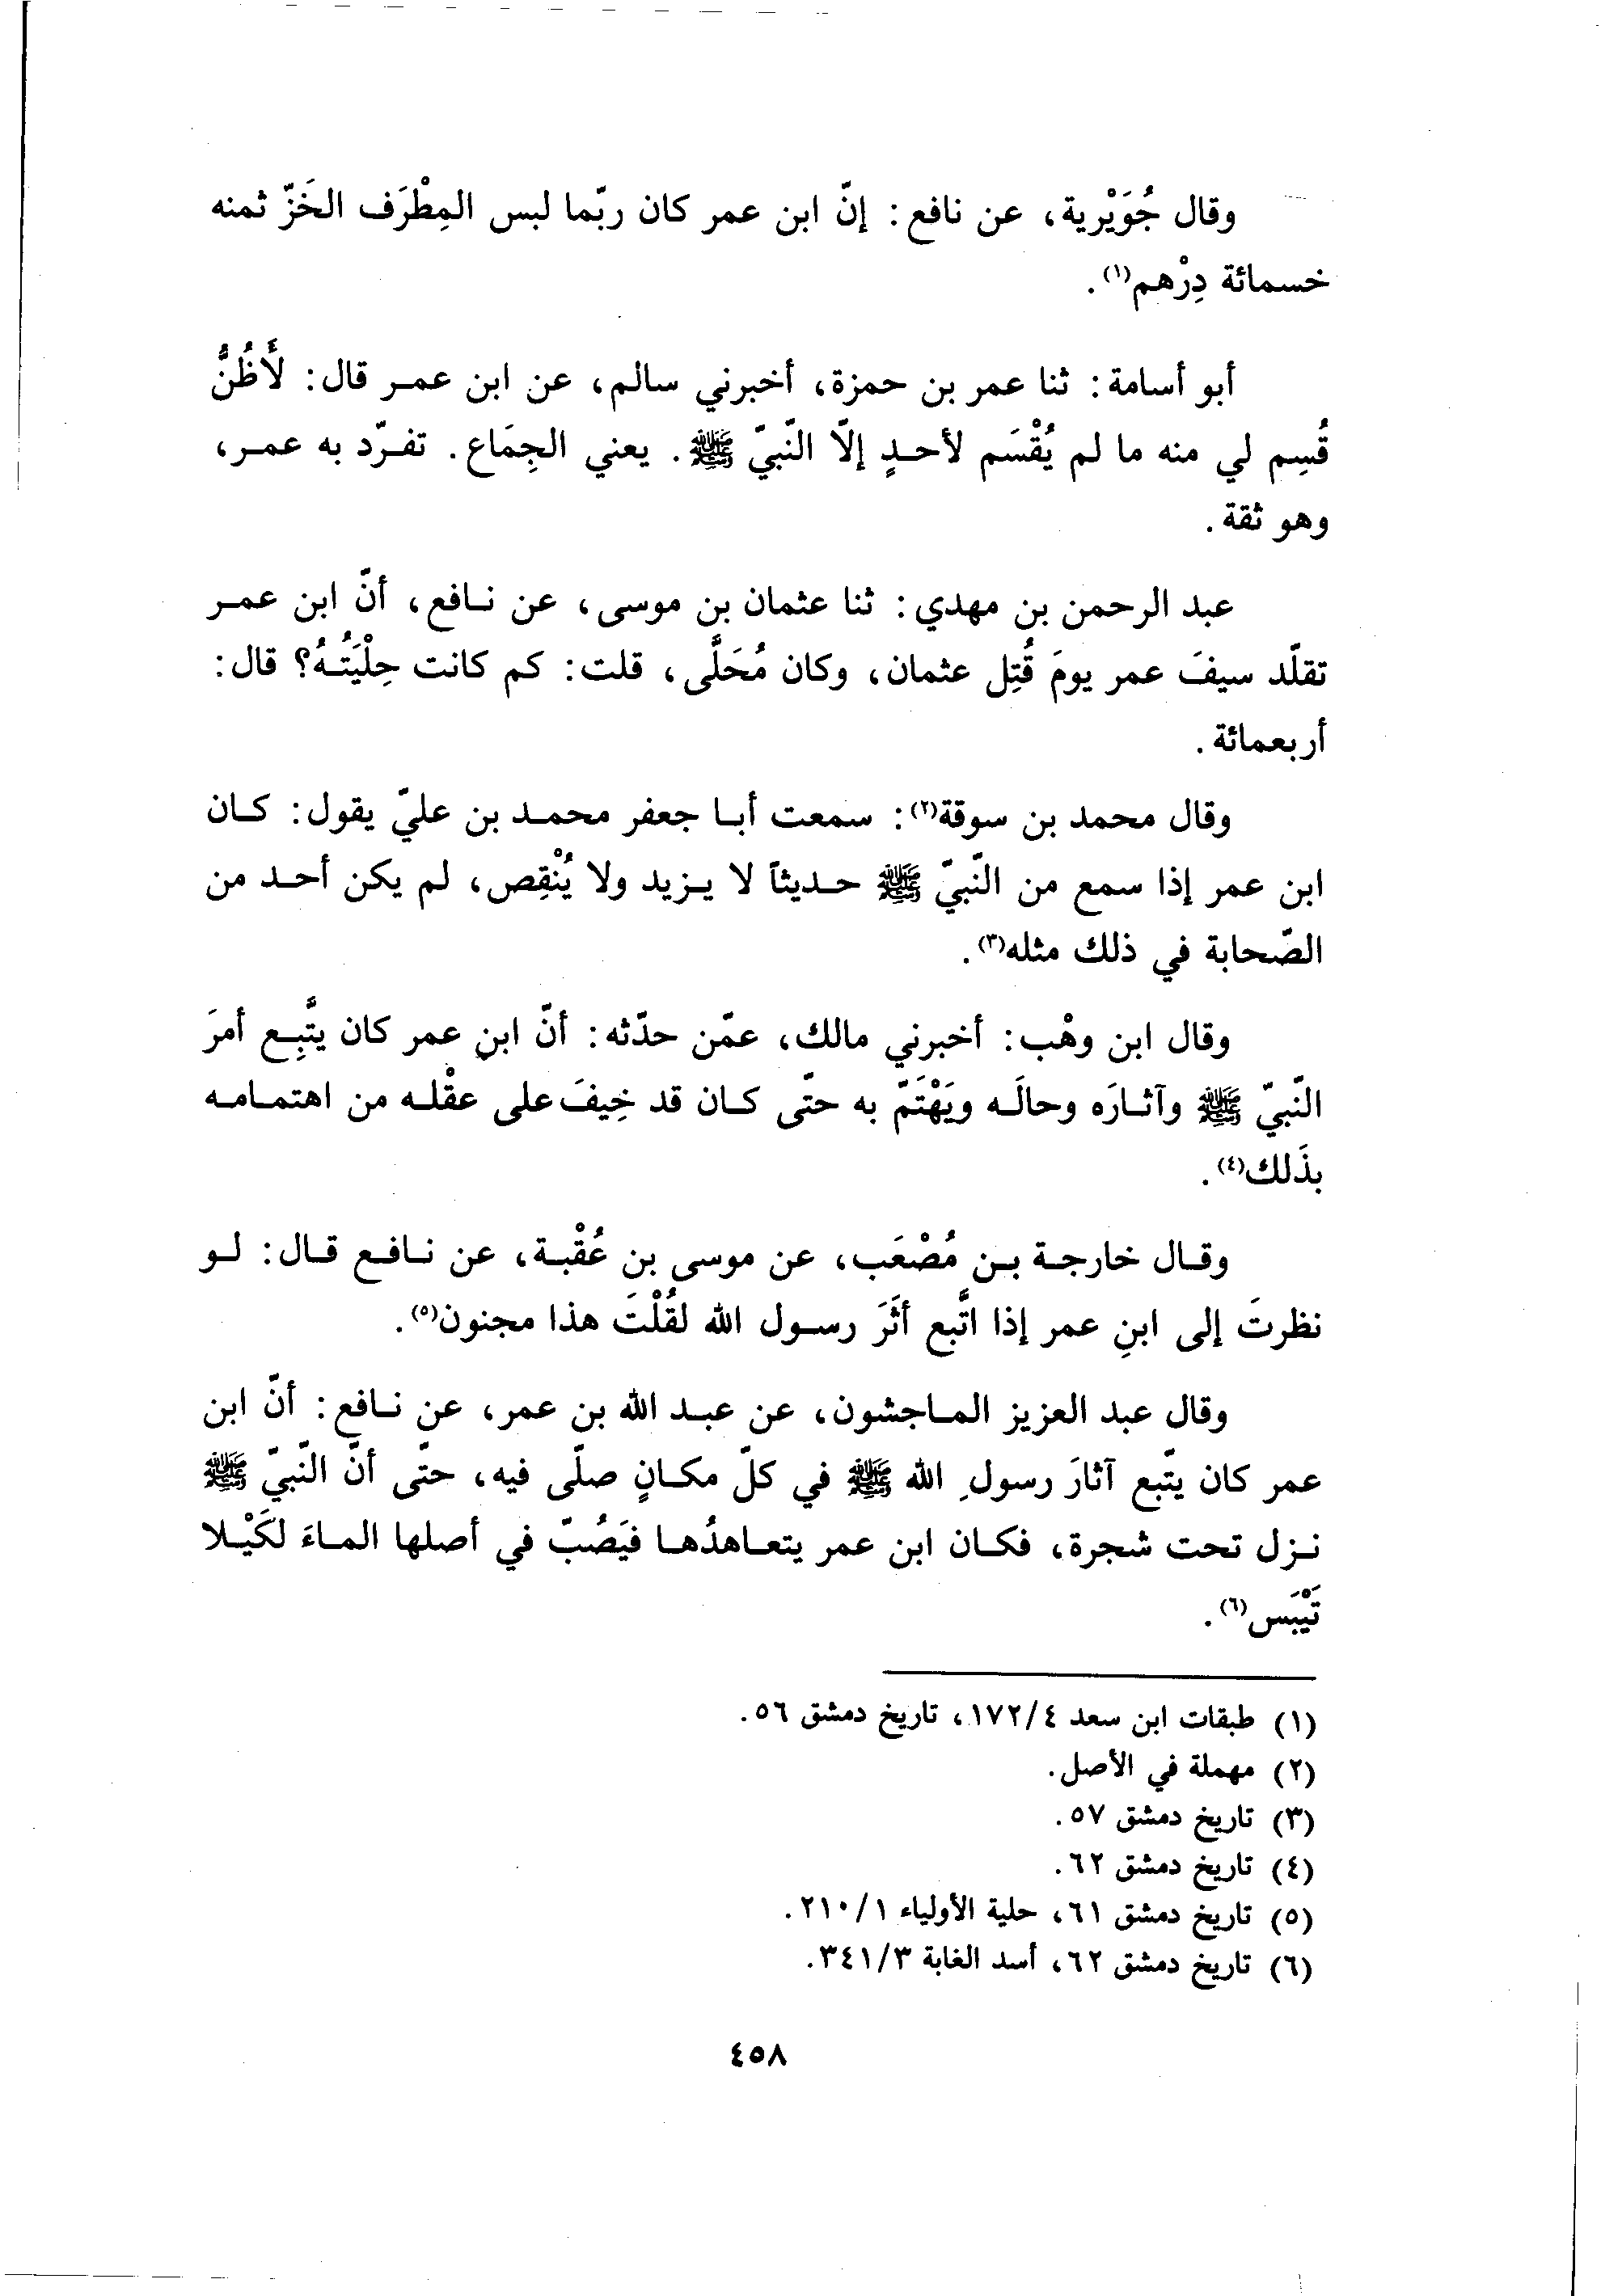 وقال جُوَيْرية، عن نافع: إنّ ابن عمر كان ربّما لبس المِطْرَف الخَزّ ثمنه
خسمائة دِرْهم(١).
أبو أسامة: ثنا عمر بن حمزة، أخبرني سالم، عن ابن عمر قال: لَأَظُنُّ
قُسِم لي منه ما لم يُقْسَم لأحدٍ إلّا النّبيّ ﷺ. يعني الجِمَاع. تفرّد به عمر،
وهو ثقة.
عبد الرحمن بن مهدي: ثنا عثمان بن موسى، عن نافع، أنّ ابن عمر
تقلّد سيفَ عمر يومَ قُتِل عثمان، وكان مُحَلَّى، قلت: كم كانت حِلْيَتُهُ؟ قال:
أربعمائة.
وقال محمد بن سوقة(٢): سمعت أبا جعفر محمد بن عليّ يقول: كان
ابن عمر إذا سمع من النّبيّ ﷺ حديثاً لا يزيد ولا يُنْقِص، لم يكن أحد من
الصّحابة في ذلك مثله(٣).
وقال ابن وهْب: أخبرني مالك، عمّن حدّثه: أنّ ابنِ عمر كان يتَّبِع أمرَ
النّبيّ ﷺ وآثارَه وحالَه ويَهْتَمّ به حتّى كان قد خِيفَ على عقْله من اهتمامه
بذَلك(٤).
وقال خارجة بن مُصْعَب، عن موسى بن عُقْبة، عن نافع قال: لو
نظرتَ إلى ابنِ عمر إذا اتَّبع أثَرَ رسول الله لقُلْتَ هذا مجنون(٥).
وقال عبد العزيز الماجشون، عن عبد الله بن عمر، عن نافع: أنّ ابن
عمر كان يتّبع آثارَ رسولِ الله ﷺ في كلّ مكانٍ صلّى فيه، حتّى أنّ النّبيّ ﷺ
نزل تحت شجرة، فكان ابن عمر يتعاهدُها فيَصُبّ في أصلها الماءَ لكَيْلا
تَيْبَس(٦).
(١) طبقات ابن سعد ٤/١٧٢، تاريخ دمشق ٥٦.
(٢) مهملة في الأصل.
(٣) تاريخ دمشق ٥٧.
(٤) تاريخ دمشق ٦٢.
(٥) تاريخ دمشق ٦١، حلية الأولياء ١/٢١٠.
(٦) تاريخ دمشق ٦٢، أسد الغابة ٣/٣٤١.
٤٥٨